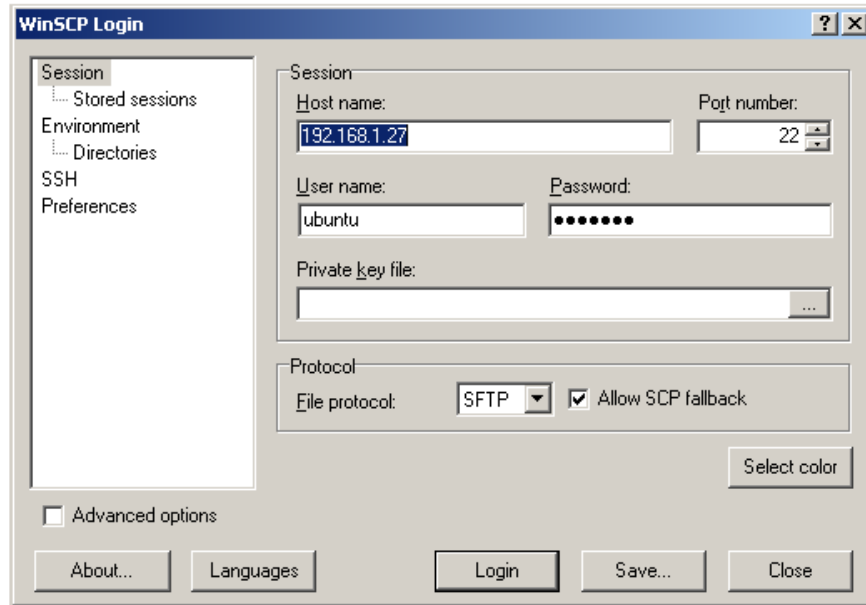 WinSCP Login
Session
Stored sessions
Environment
Directories
SSH
Preferences
Session
Host name:
Port number:
192.168.1.27
22
User name:
Password:
ubuntu
●●●●●●●
Private key file:
...
Protocol
File protocol:
SFTP
Allow SCP fallback
Select color
Advanced options
About...
Languages
Login
Save...
Close